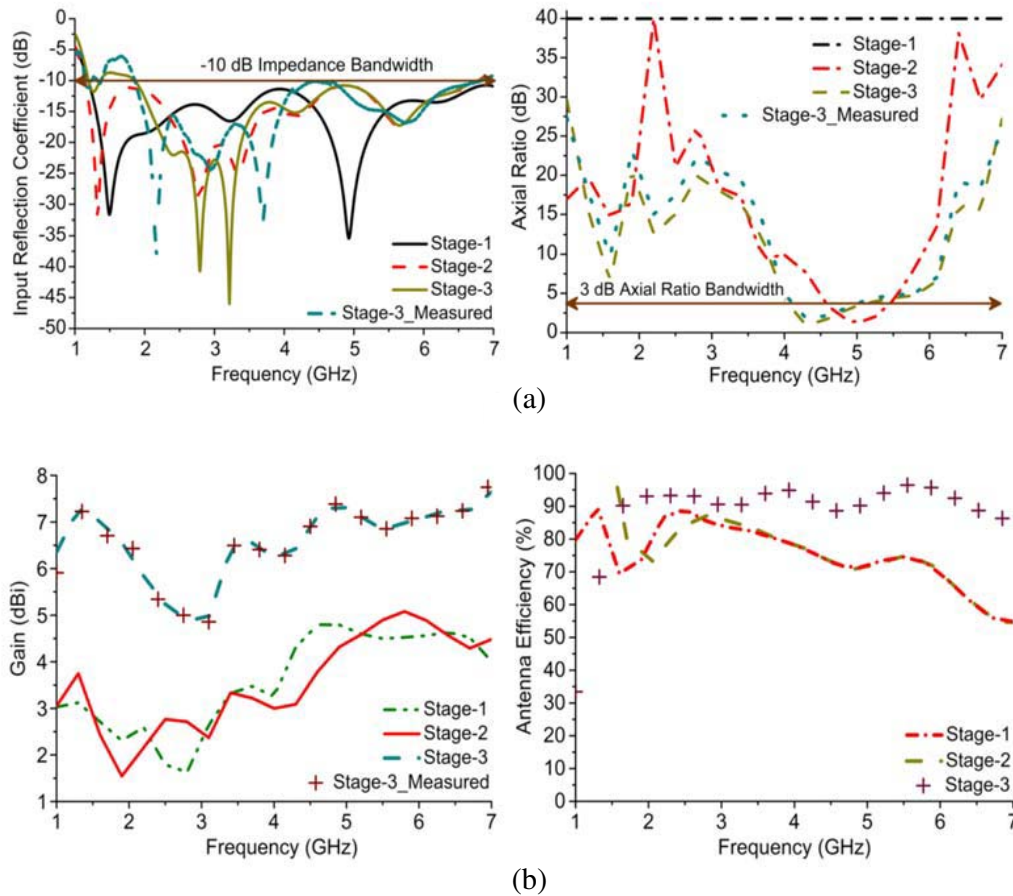 Input Reflection Coefficient (dB)
0
-5
-10
-15
-20
-25
-30
-35
-40
-45
-50
-10 dB Impedance Bandwidth
Stage-1
Stage-2
Stage-3
Stage-3_Measured
1 2 3 4 5 6 7
Frequency (GHz)
Axial Ratio (dB)
40
35
30
25
20
15
10
5
0
Stage-1
Stage-2
Stage-3
Stage-3_Measured
3 dB Axial Ratio Bandwidth
1 2 3 4 5 6 7
Frequency (GHz)
(a)
Gain (dBi)
8
7
6
5
4
3
2
1
Stage-1
Stage-2
Stage-3
Stage-3_Measured
1 2 3 4 5 6 7
Frequency (GHz)
Antenna Efficiency (%)
100
90
80
70
60
50
40
30
20
10
0
Stage-1
Stage-2
Stage-3
1 2 3 4 5 6 7
Frequency (GHz)
(b)